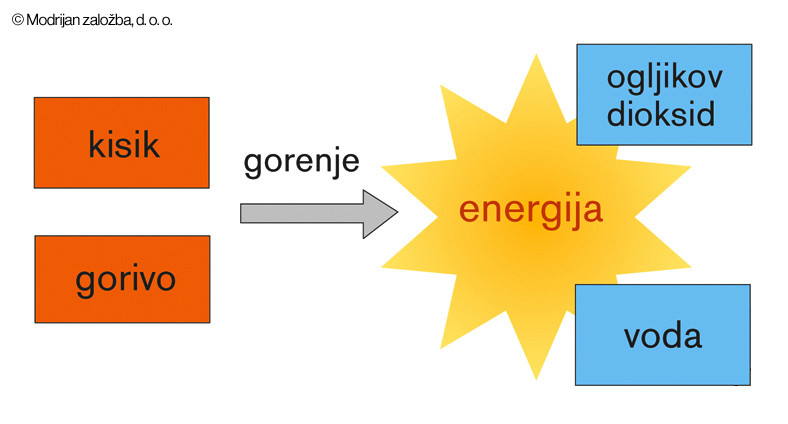 © Modrijan založba, d. o. o.
kisik
gorivo
gorenje
energija
ogljikov
dioksid
voda